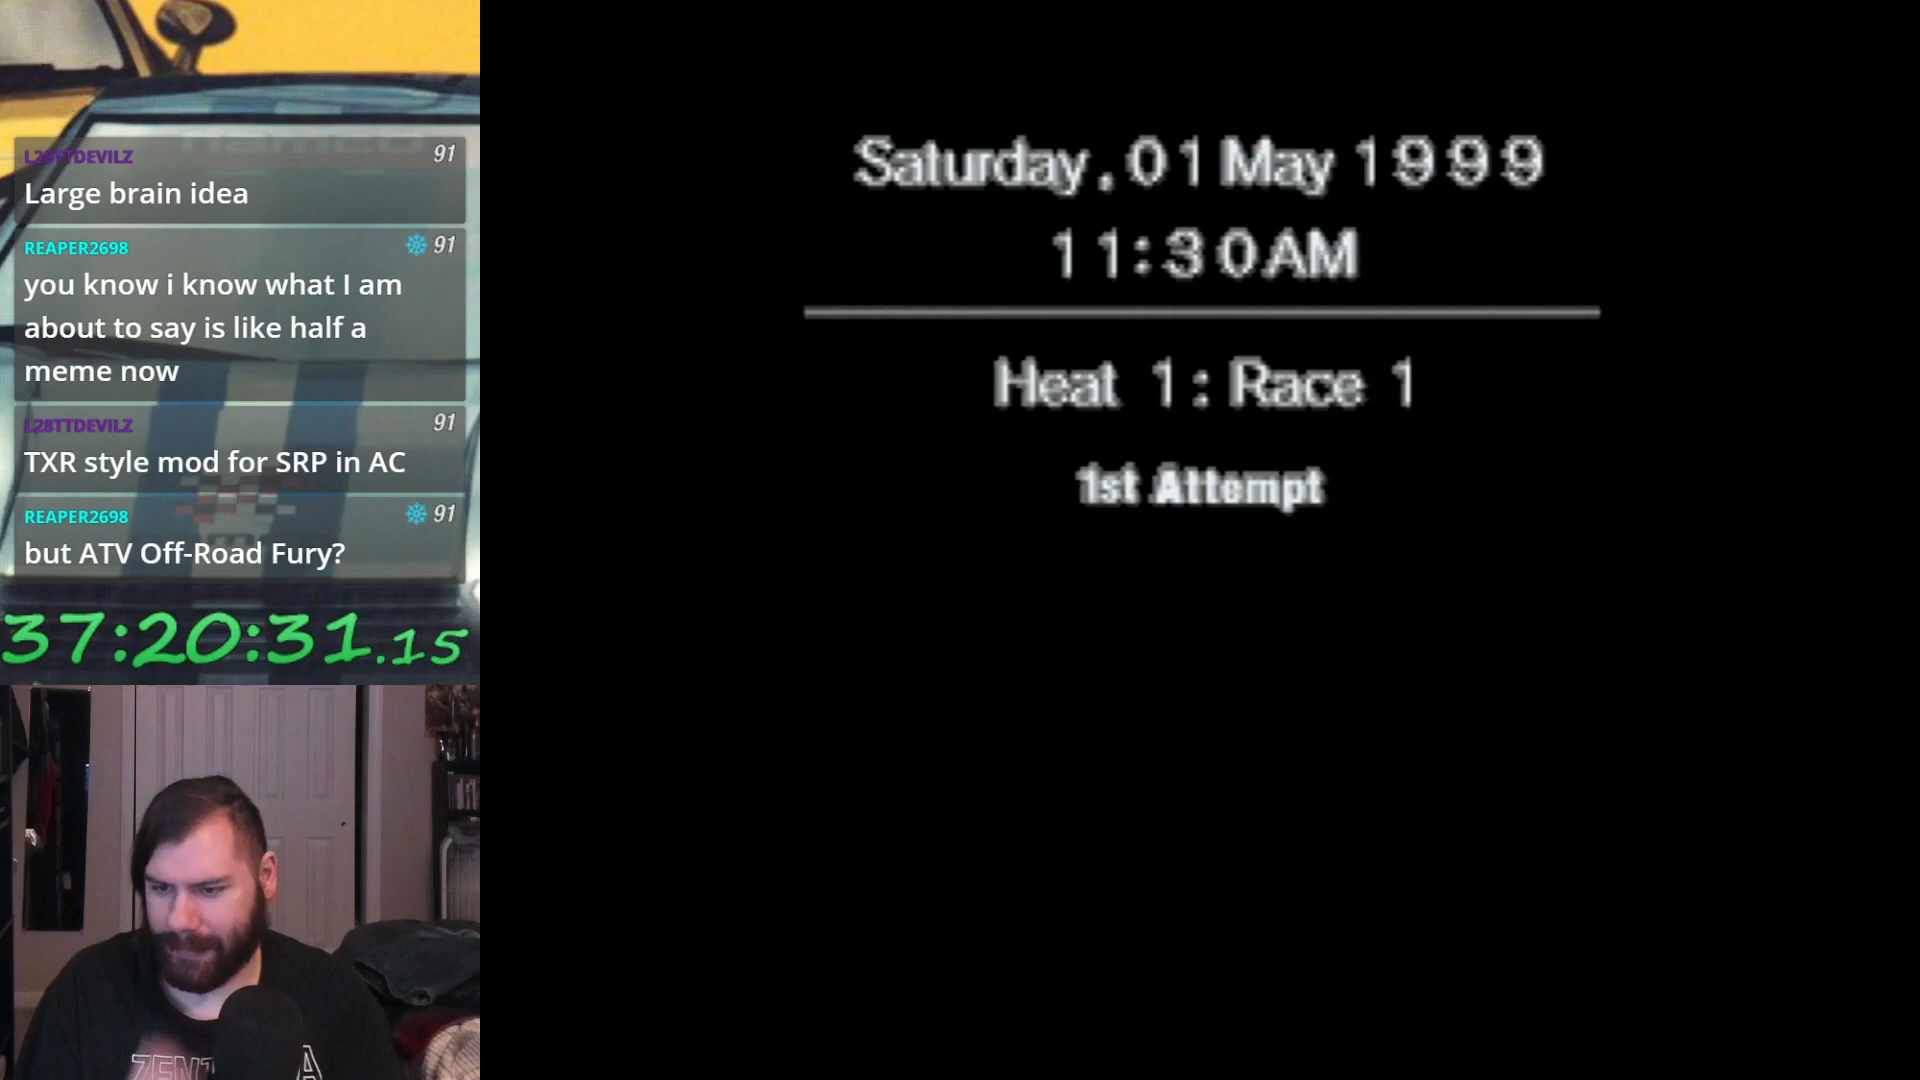 namco
L28TTDEVILZ 91
Large brain idea
REAPER2698 91
you know i know what I am
about to say is like half a
meme now
L28TTDEVILZ 91
TXR style mod for SRP in AC
REAPER2698 91
but ATV Off-Road Fury?
37:20:31.15
Saturday, 01 May 1999
11:30AM
Heat 1: Race 1
1st Attempt